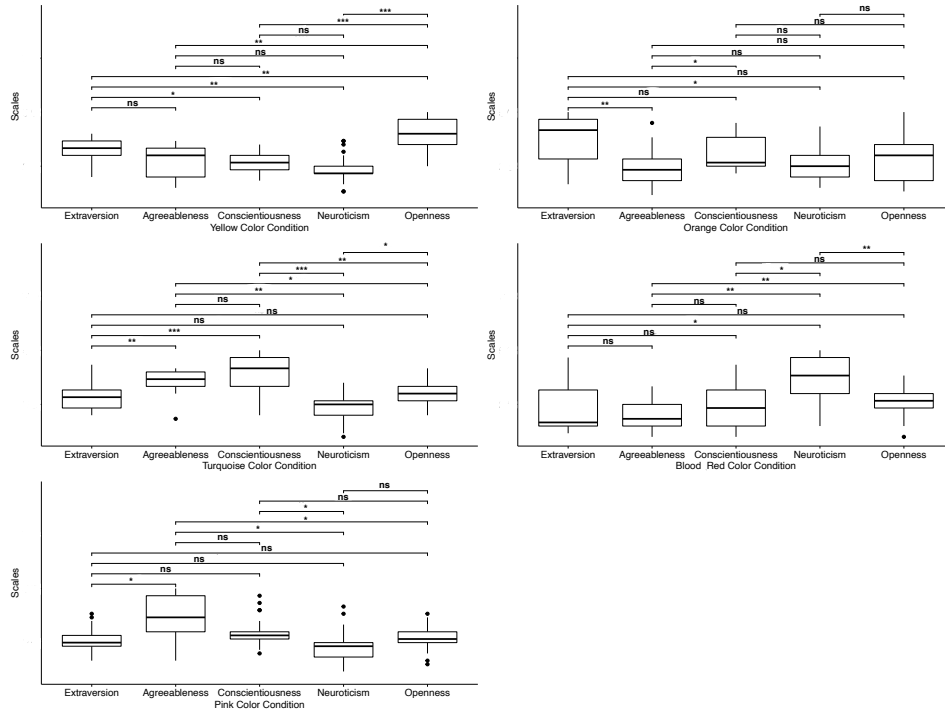 ***
***
ns
**
ns
ns
**
**
*
ns
Scales
Extraversion Agreeableness Conscientiousness Neuroticism Openness
Yellow Color Condition
ns
ns
ns
ns
ns
*
ns
*
ns
**
Scales
Extraversion Agreeableness Conscientiousness Neuroticism Openness
Orange Color Condition
*
**
***
*
**
ns
ns
ns
***
**
Scales
Extraversion Agreeableness Conscientiousness Neuroticism Openness
Turquoise Color Condition
**
ns
*
**
**
ns
ns
*
ns
ns
Scales
Extraversion Agreeableness Conscientiousness Neuroticism Openness
Blood Red Color Condition
ns
ns
*
*
*
ns
ns
ns
ns
*
Scales
Extraversion Agreeableness Conscientiousness Neuroticism Openness
Pink Color Condition